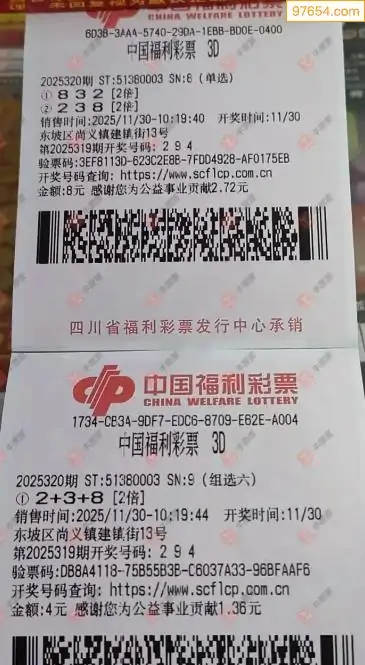 97654.com
CHINA WELFARE LOTTERY
6D3B-3AAA-5740-29DA-1EBB-BD0E-0400
中国福利彩票 3D
2025320期 ST:51380003 SN:8 (单选)
① 8 3 2 [2倍]
② 2 3 8 [2倍]
销售时间:2025/11/30-10:19:40 开奖时间:11/30
东坡区尚义镇建镇街13号
第2025319期开奖号码: 2 9 4
验票码:3EF8113D-623C2E8B-7FDD4928-AF0175EB
开奖号码查询: https://www.scflcp.com.cn
金额:8元 感谢您为公益事业贡献2.72元
四川省福利彩票发行中心承销
中国福利彩票
CHINA WELFARE LOTTERY
1734-CB3A-9DF7-EDC6-8709-E62E-A004
中国福利彩票 3D
2025320期 ST:51380003 SN:9 (组选六)
① 2+3+8 [2倍]
销售时间:2025/11/30-10:19:44 开奖时间:11/30
东坡区尚义镇建镇街13号
第2025319期开奖号码: 2 9 4
验票码:DB8A4118-75B55B3B-C6037A33-96BFAAF6
开奖号码查询: https://www.scflcp.com.cn
金额:4元 感谢您为公益事业贡献1.36元